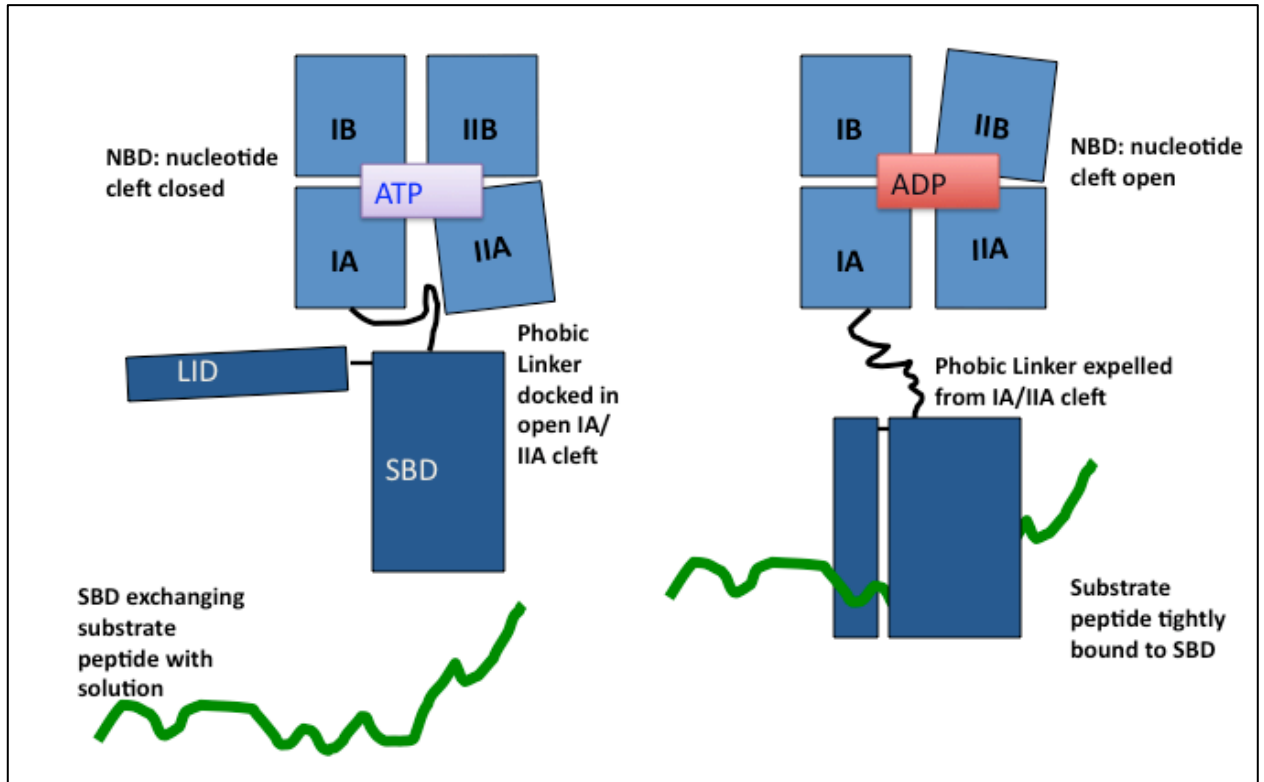 IB
IIB
NBD: nucleotide
cleft closed
ATP
IA
IIA
LID
Phobic
Linker
docked in
open IA/
IIA cleft
SBD
SBD exchanging
substrate
peptide with
solution
IB
IIB
NBD: nucleotide
cleft open
ADP
IA
IIA
Phobic Linker expelled
from IA/IIA cleft
Substrate
peptide tightly
bound to SBD